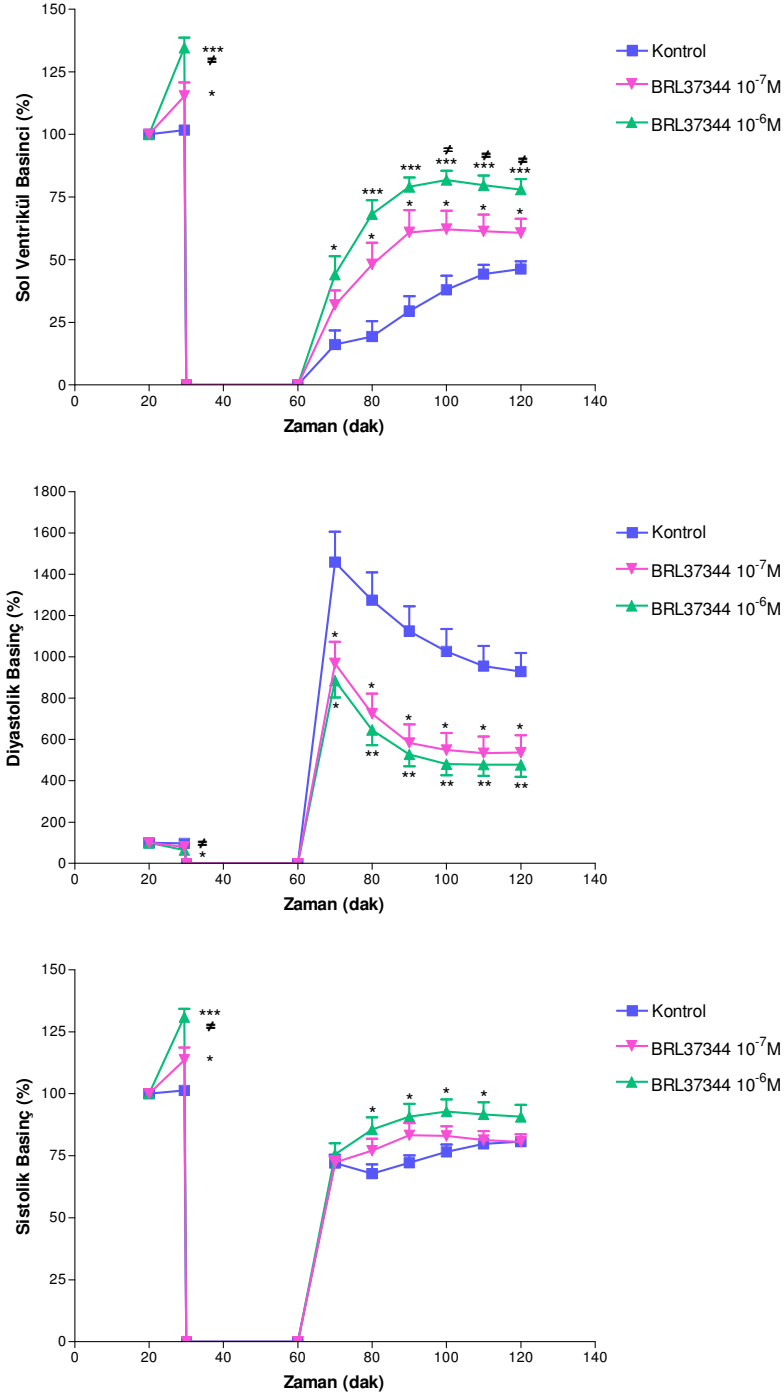 150
125
100
75
50
25
0
0 20 40 60 80 100 120 140
Sol Ventrikül Basinci (%)
Zaman (dak)
***
≠
*
* *** *** ≠ *** ≠ *** ≠ ***
* * * * *
Kontrol
BRL37344 10⁻⁷M
BRL37344 10⁻⁶M
1800
1600
1400
1200
1000
800
600
400
200
0
0 20 40 60 80 100 120 140
Diyastolik Basinç (%)
Zaman (dak)
≠
*
* * * * * *
* ** ** ** ** **
Kontrol
BRL37344 10⁻⁷M
BRL37344 10⁻⁶M
150
125
100
75
50
25
0
0 20 40 60 80 100 120 140
Sistolik Basinç (%)
Zaman (dak)
***
≠
*
* * * *
Kontrol
BRL37344 10⁻⁷M
BRL37344 10⁻⁶M